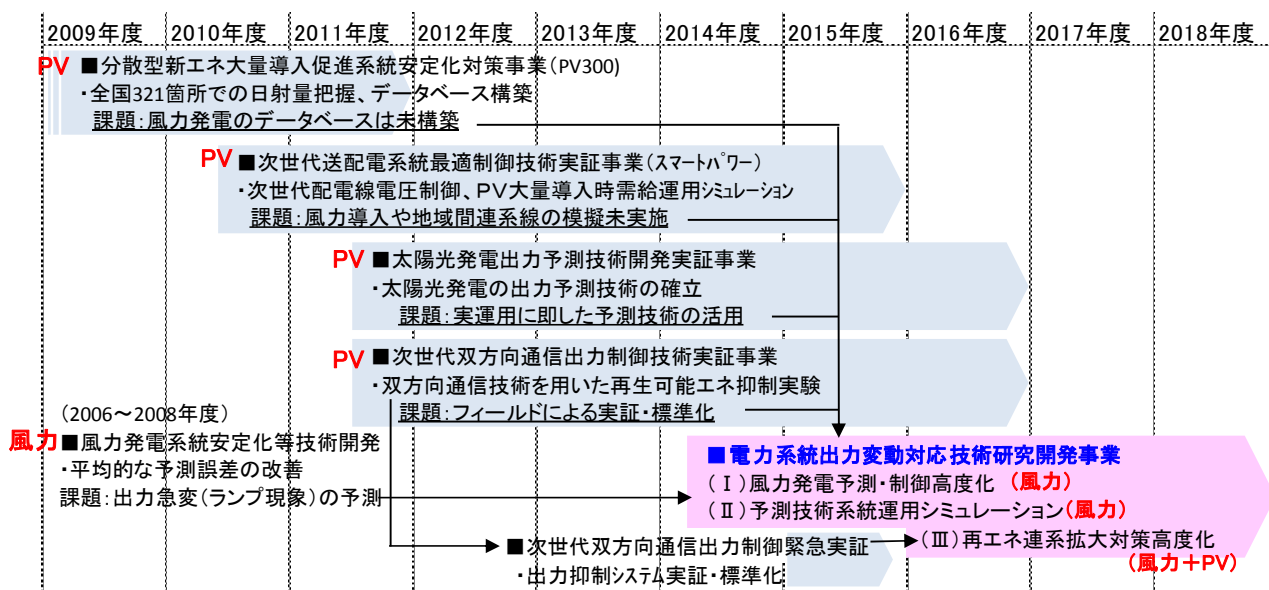 2009年度 2010年度 2011年度 2012年度 2013年度 2014年度 2015年度 2016年度 2017年度 2018年度
PV ■分散型新エネ大量導入促進系統安定化対策事業(PV300)
・全国321箇所での日射量把握、データベース構築
課題:風力発電のデータベースは未構築
PV ■次世代送配電系統最適制御技術実証事業(スマートパワー)
・次世代配電線電圧制御、PV大量導入時需給運用シミュレーション
課題:風力導入や地域間連系線の模擬未実施
PV ■太陽光発電出力予測技術開発実証事業
・太陽光発電の出力予測技術の確立
課題:実運用に即した予測技術の活用
PV ■次世代双方向通信出力制御技術実証事業
・双方向通信技術を用いた再生可能エネ抑制実験
課題:フィールドによる実証・標準化
(2006~2008年度)
風力 ■風力発電系統安定化等技術開発
・平均的な予測誤差の改善
課題:出力急変(ランプ現象)の予測
■電力系統出力変動対応技術研究開発事業
(Ⅰ)風力発電予測・制御高度化 (風力)
(Ⅱ)予測技術系統運用シミュレーション(風力)
(Ⅲ)再エネ連系拡大対策高度化
(風力+PV)
■次世代双方向通信出力制御緊急実証
・出力抑制システム実証・標準化